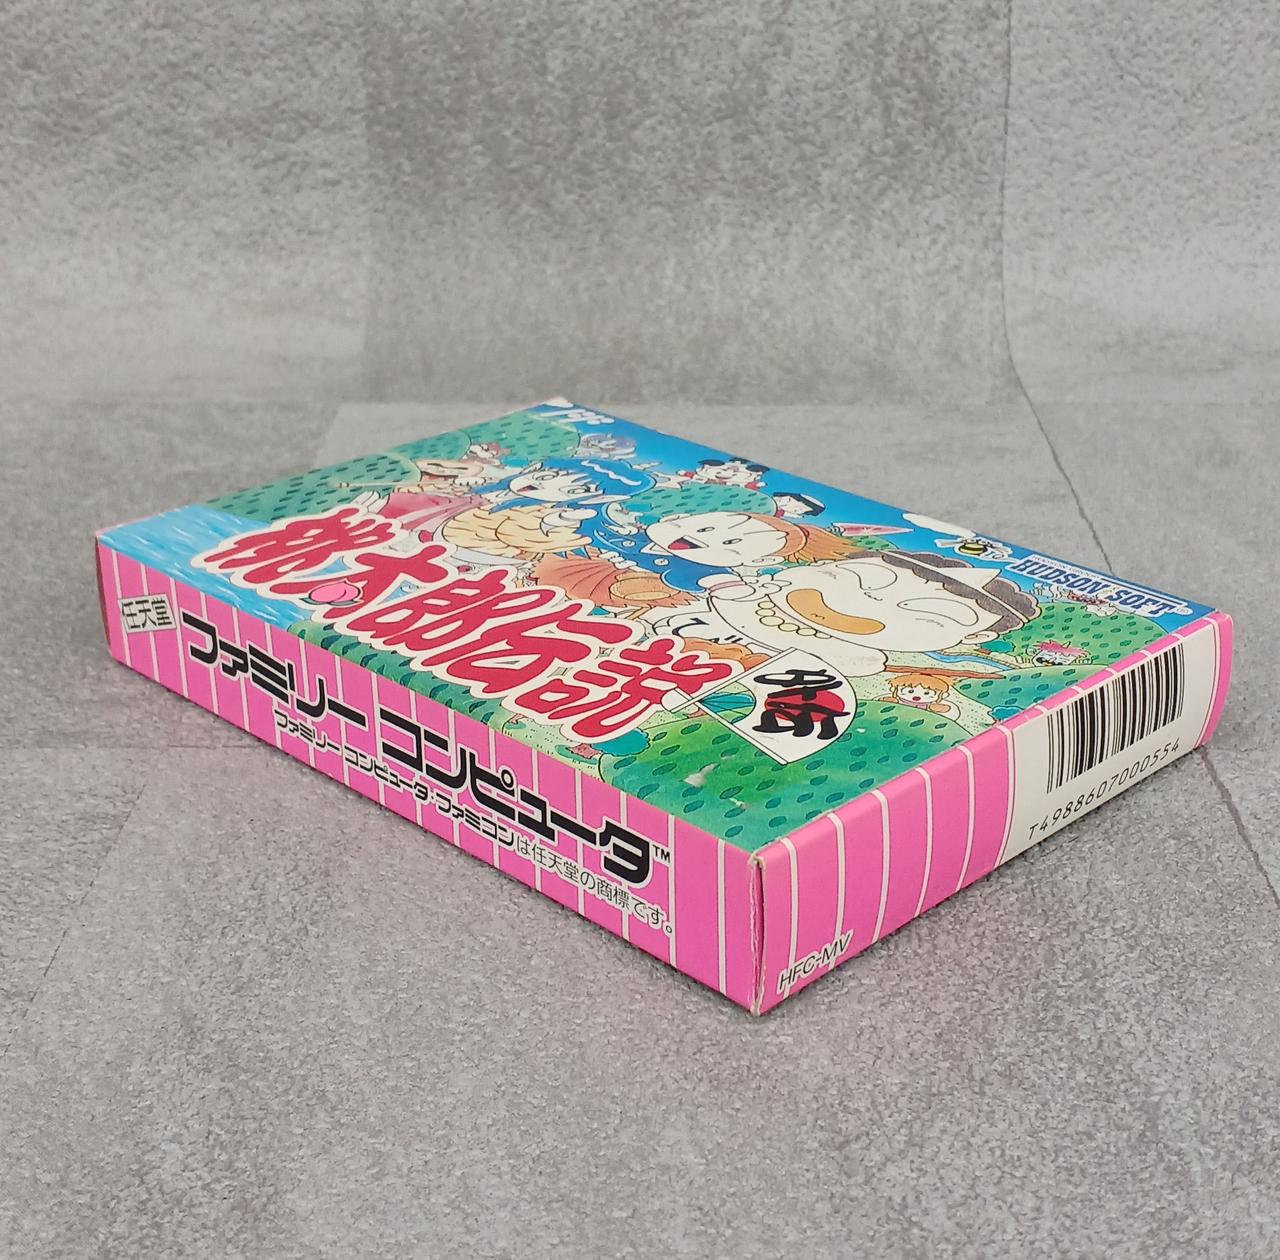 HUDSON SOFT®
桃太郎伝説
外伝
任天堂
ファミリー コンピュータ™
ファミリー コンピュータ・ファミコンは任天堂の商標です。
T4988607000554
HFC-MV